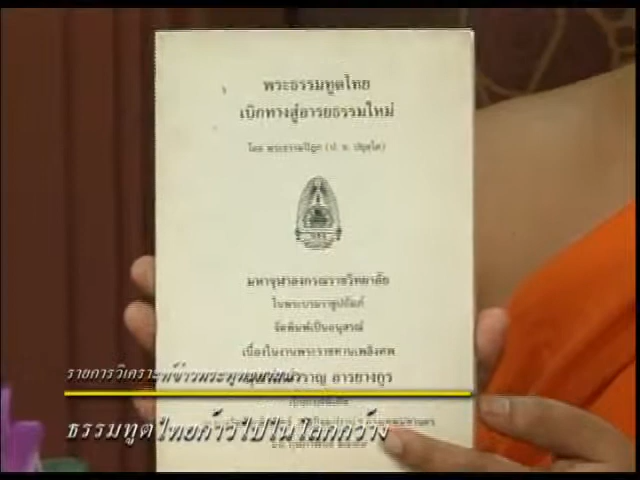 พระธรรมทูตไทย
เบิกทางสู่อารยธรรมใหม่
โดย พระธรรมปิฎก (ป. อ. ปยุตฺโต)
มหาจุฬาลงกรณราชวิทยาลัย
ในพระบรมราชูปถัมภ์
จัดพิมพ์เป็นอนุสรณ์
เนื่องในงานพระราชทานเพลิงศพ
อารยางกูร
รายการวิเคราะห์ข่าวพระพุทธศาสนา
ธรรมทูตไทยก้าวไปในโลกกว้าง